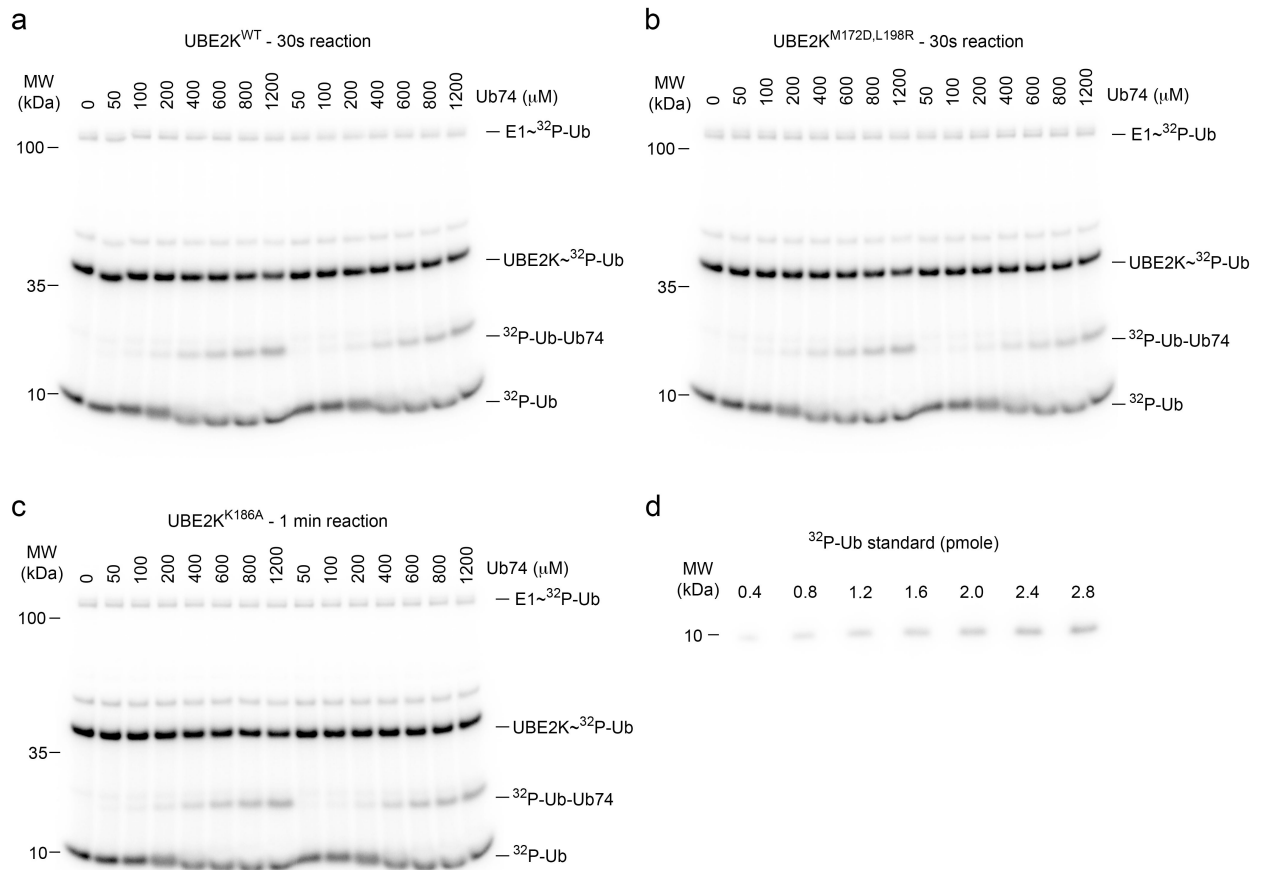 a
UBE2K^WT - 30s reaction
MW
(kDa)
0 50 100 200 400 600 800 1200 50 100 200 400 600 800 1200 Ub74 (μM)
E1~³²P-Ub
100
UBE2K~³²P-Ub
35
³²P-Ub-Ub74
10
³²P-Ub
b
UBE2K^M172D,L198R - 30s reaction
MW
(kDa)
0 50 100 200 400 600 800 1200 50 100 200 400 600 800 1200 Ub74 (μM)
E1~³²P-Ub
100
UBE2K~³²P-Ub
35
³²P-Ub-Ub74
10
³²P-Ub
c
UBE2K^K186A - 1 min reaction
MW
(kDa)
0 50 100 200 400 600 800 1200 50 100 200 400 600 800 1200 Ub74 (μM)
E1~³²P-Ub
100
UBE2K~³²P-Ub
35
³²P-Ub-Ub74
10
³²P-Ub
d
³²P-Ub standard (pmole)
MW
(kDa)
0.4 0.8 1.2 1.6 2.0 2.4 2.8
10